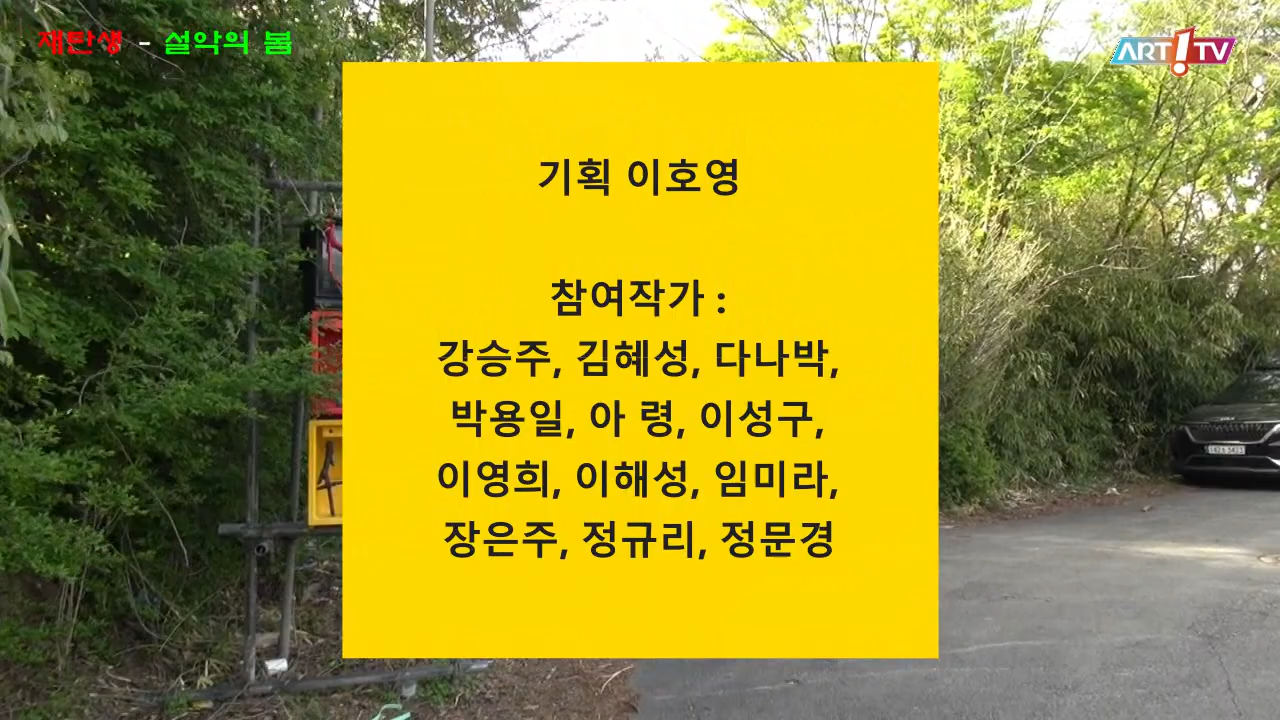 재탄생 - 설악의 봄
ART!TV
기획 이호영
참여작가 :
강승주, 김혜성, 다나박,
박용일, 아 령, 이성구,
이영희, 이해성, 임미라,
장은주, 정규리, 정문경